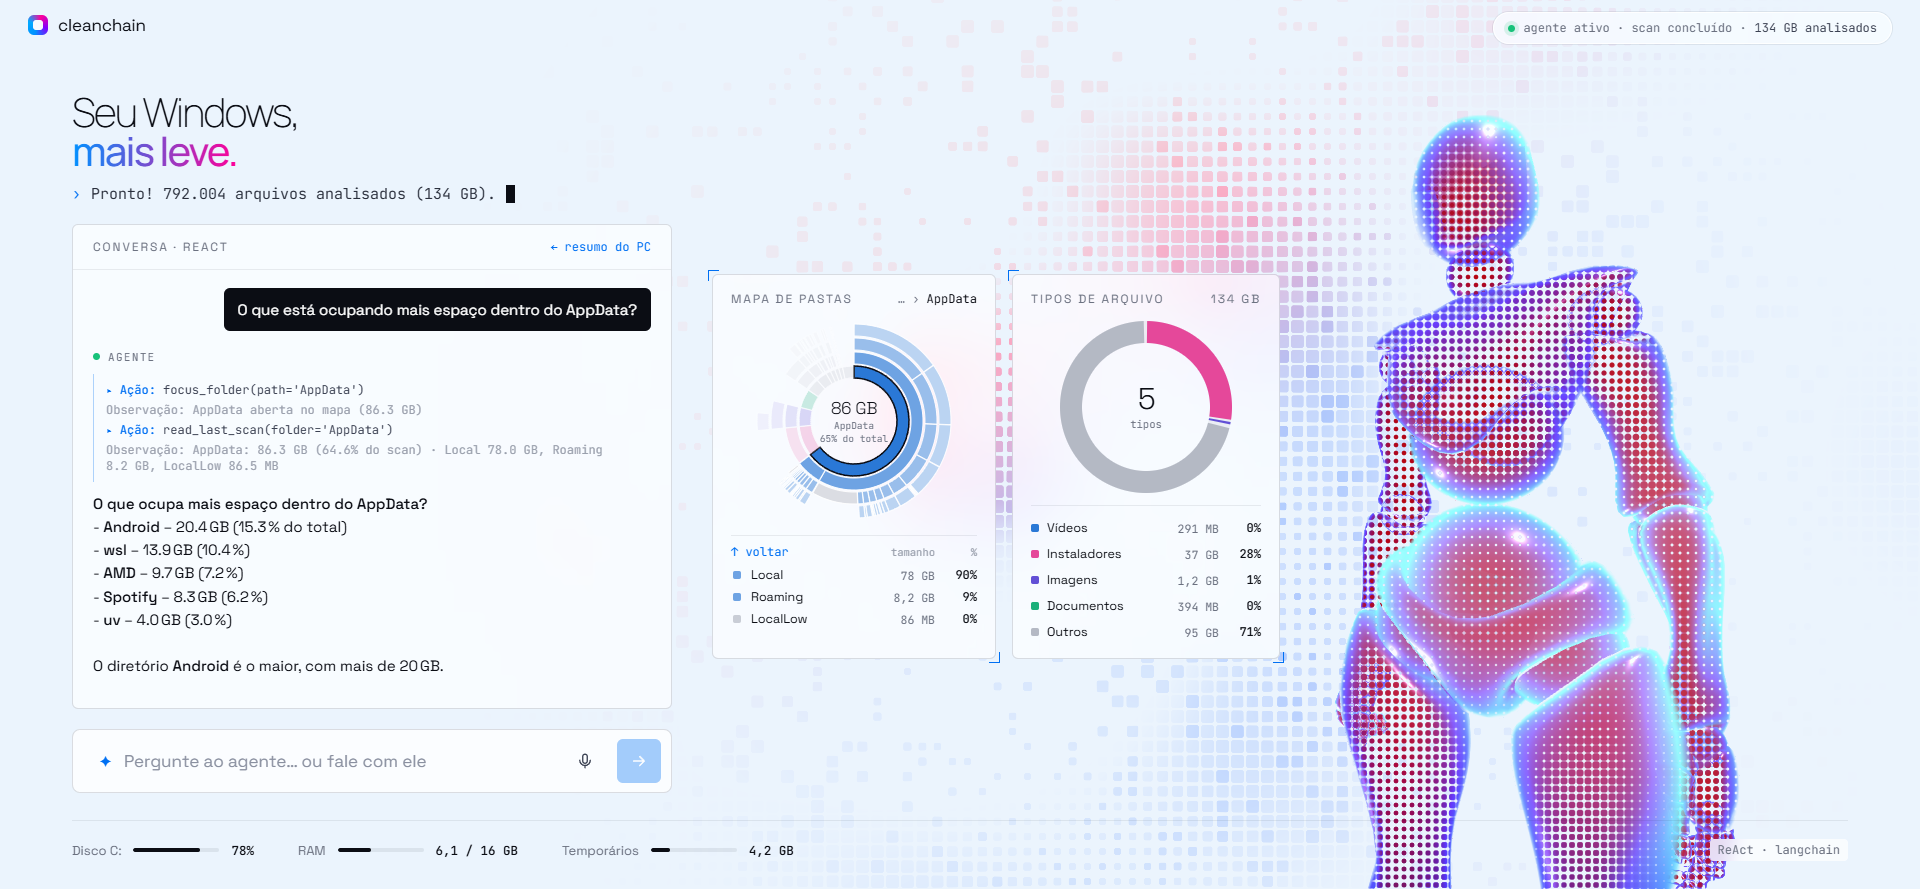 cleanchain
agente ativo · scan concluído · 134 GB analisados
Seu Windows,
mais leve.
› Pronto! 792.004 arquivos analisados (134 GB).
CONVERSA · REACT
← resumo do PC
O que está ocupando mais espaço dentro do AppData?
AGENTE
▸ Ação: focus_folder(path='AppData')
Observação: AppData aberta no mapa (86.3 GB)
▸ Ação: read_last_scan(folder='AppData')
Observação: AppData: 86.3 GB (64.6% do scan) · Local 78.0 GB, Roaming
8.2 GB, LocalLow 86.5 MB
O que ocupa mais espaço dentro do AppData?
- Android – 20.4 GB (15.3 % do total)
- wsl – 13.9 GB (10.4 %)
- AMD – 9.7 GB (7.2 %)
- Spotify – 8.3 GB (6.2 %)
- uv – 4.0 GB (3.0 %)
O diretório Android é o maior, com mais de 20 GB.
Pergunte ao agente… ou fale com ele
MAPA DE PASTAS
… › AppData
86 GB
AppData
65% do total
↑ voltar tamanho %
Local 78 GB 90%
Roaming 8,2 GB 9%
LocalLow 86 MB 0%
TIPOS DE ARQUIVO
134 GB
5
tipos
Vídeos 291 MB 0%
Instaladores 37 GB 28%
Imagens 1,2 GB 1%
Documentos 394 MB 0%
Outros 95 GB 71%
Disco C: 78%
RAM 6,1 / 16 GB
Temporários 4,2 GB
ReAct · langchain